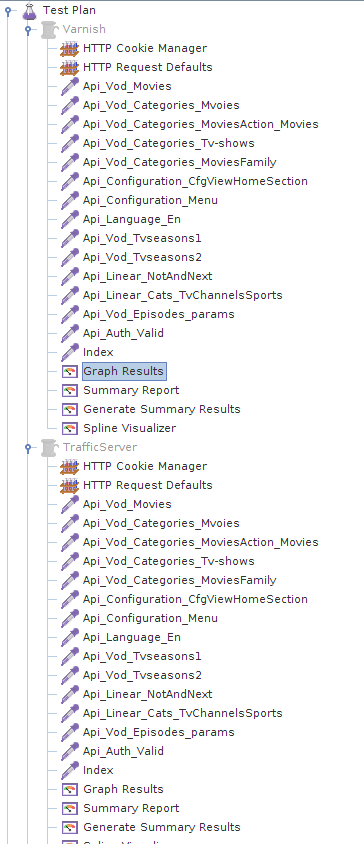 Test Plan
Varnish
HTTP Cookie Manager
HTTP Request Defaults
Api_Vod_Movies
Api_Vod_Categories_Mvoies
Api_Vod_Categories_MoviesAction_Movies
Api_Vod_Categories_Tv-shows
Api_Vod_Categories_MoviesFamily
Api_Configuration_CfgViewHomeSection
Api_Configuration_Menu
Api_Language_En
Api_Vod_Tvseasons1
Api_Vod_Tvseasons2
Api_Linear_NotAndNext
Api_Linear_Cats_TvChannelsSports
Api_Vod_Episodes_params
Api_Auth_Valid
Index
Graph Results
Summary Report
Generate Summary Results
Spline Visualizer
TrafficServer
HTTP Cookie Manager
HTTP Request Defaults
Api_Vod_Movies
Api_Vod_Categories_Mvoies
Api_Vod_Categories_MoviesAction_Movies
Api_Vod_Categories_Tv-shows
Api_Vod_Categories_MoviesFamily
Api_Configuration_CfgViewHomeSection
Api_Configuration_Menu
Api_Language_En
Api_Vod_Tvseasons1
Api_Vod_Tvseasons2
Api_Linear_NotAndNext
Api_Linear_Cats_TvChannelsSports
Api_Vod_Episodes_params
Api_Auth_Valid
Index
Graph Results
Summary Report
Generate Summary Results